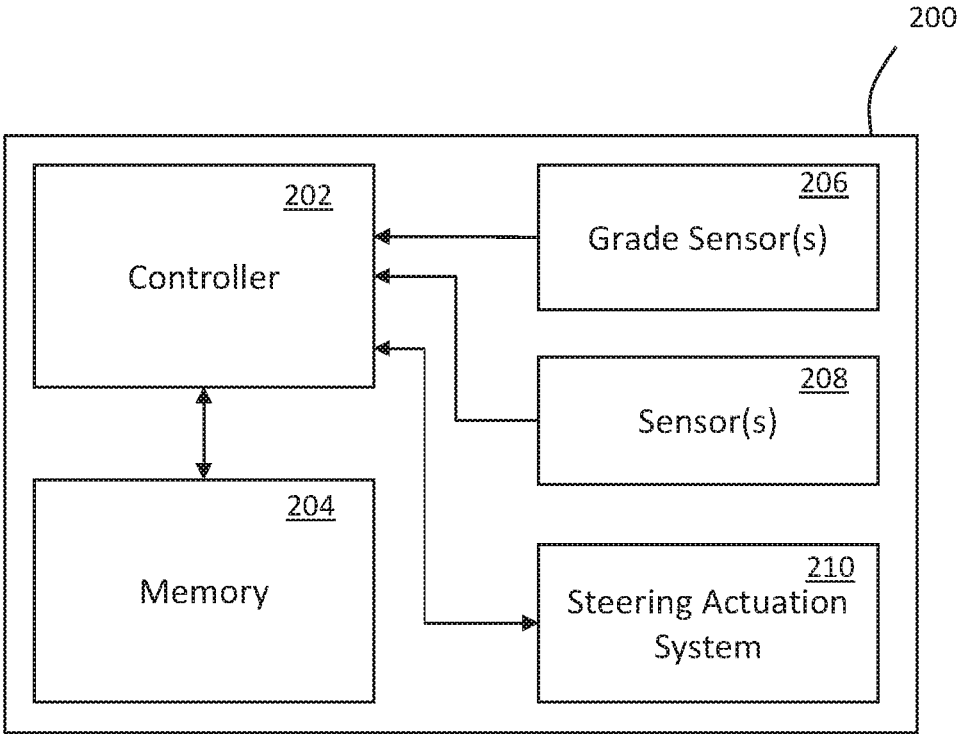 200
202
Controller
206
Grade Sensor(s)
208
Sensor(s)
204
Memory
210
Steering Actuation
System